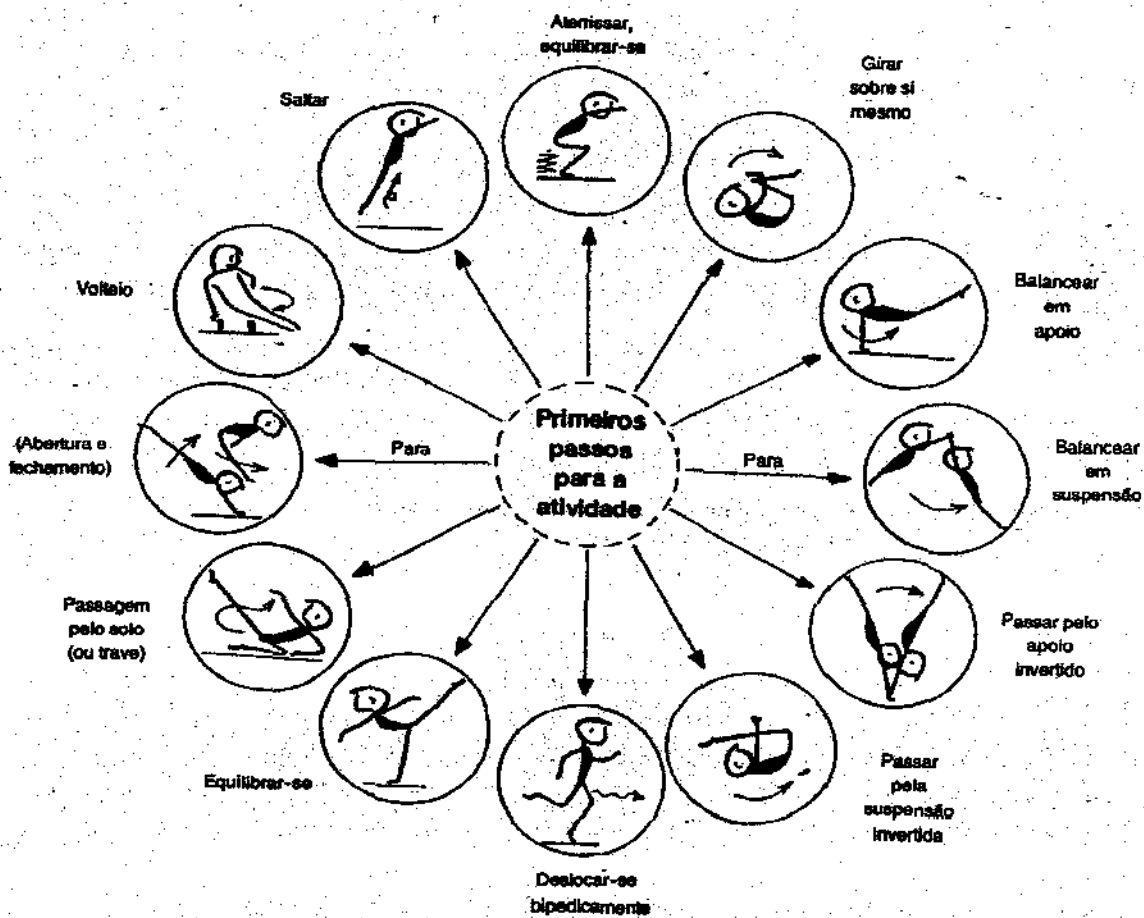 Aterrissar,
equilibrar-se
Girar
sobre si
mesmo
Balancear
em
apoio
Balancear
em
suspensão
Passar pelo
apoio
invertido
Passar
pela
suspensão
invertida
Deslocar-se
bipedicamente
Equilibrar-se
Passagem
pelo solo
(ou trave)
(Abertura e
fechamento)
Volteio
Saltar
Primeiros
passos
para a
atividade
Para
Para